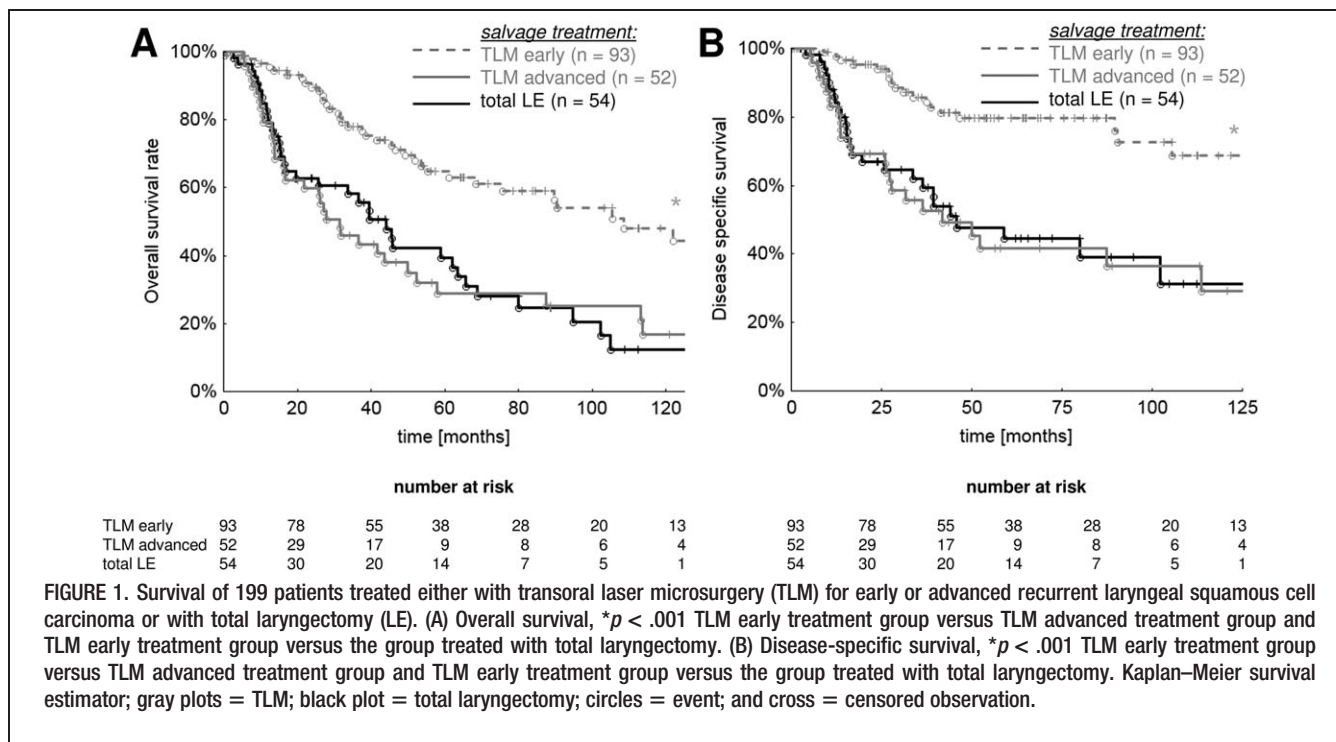 A
salvage treatment:
TLM early (n = 93)
TLM advanced (n = 52)
total LE (n = 54)
100%
80%
60%
40%
20%
0%
Overall survival rate
*
0 20 40 60 80 100 120
time [months]
B
salvage treatment:
TLM early (n = 93)
TLM advanced (n = 52)
total LE (n = 54)
100%
80%
60%
40%
20%
0%
Disease specific survival
*
0 25 50 75 100 125
time [months]
number at risk
number at risk
TLM early 93 78 55 38 28 20 13 93 78 55 38 28 20 13
TLM advanced 52 29 17 9 8 6 4 52 29 17 9 8 6 4
total LE 54 30 20 14 7 5 1 54 30 20 14 7 5 1
FIGURE 1. Survival of 199 patients treated either with transoral laser microsurgery (TLM) for early or advanced recurrent laryngeal squamous cell
carcinoma or with total laryngectomy (LE). (A) Overall survival, *p < .001 TLM early treatment group versus TLM advanced treatment group and
TLM early treatment group versus the group treated with total laryngectomy. (B) Disease-specific survival, *p < .001 TLM early treatment group
versus TLM advanced treatment group and TLM early treatment group versus the group treated with total laryngectomy. Kaplan–Meier survival
estimator; gray plots = TLM; black plot = total laryngectomy; circles = event; and cross = censored observation.